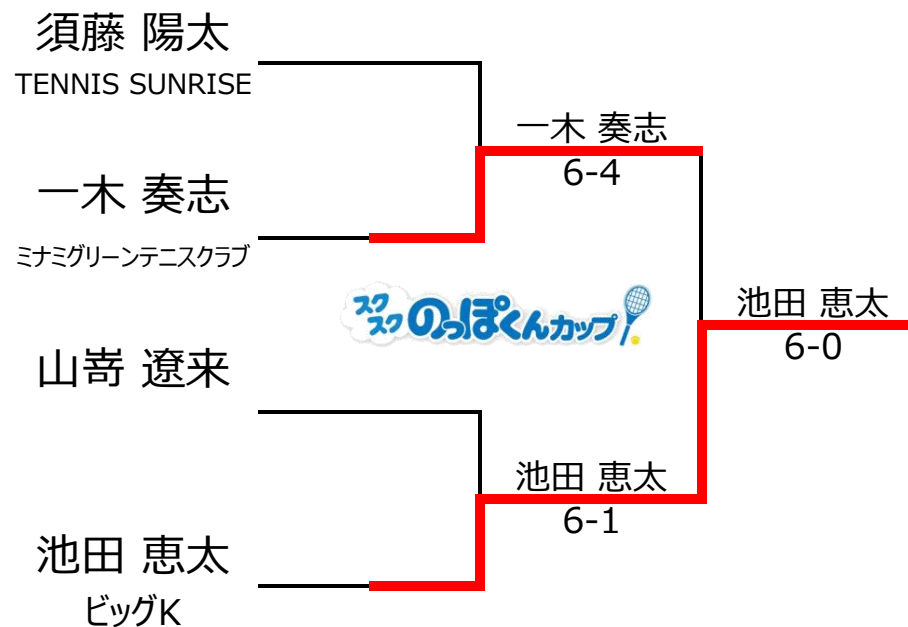 須藤 陽太
TENNIS SUNRISE
一木 奏志
6-4
一木 奏志
ミナミグリーンテニスクラブ
スクスクのっぽくんカップ
池田 恵太
6-0
山嵜 遼来
池田 恵太
6-1
池田 恵太
ビッグK